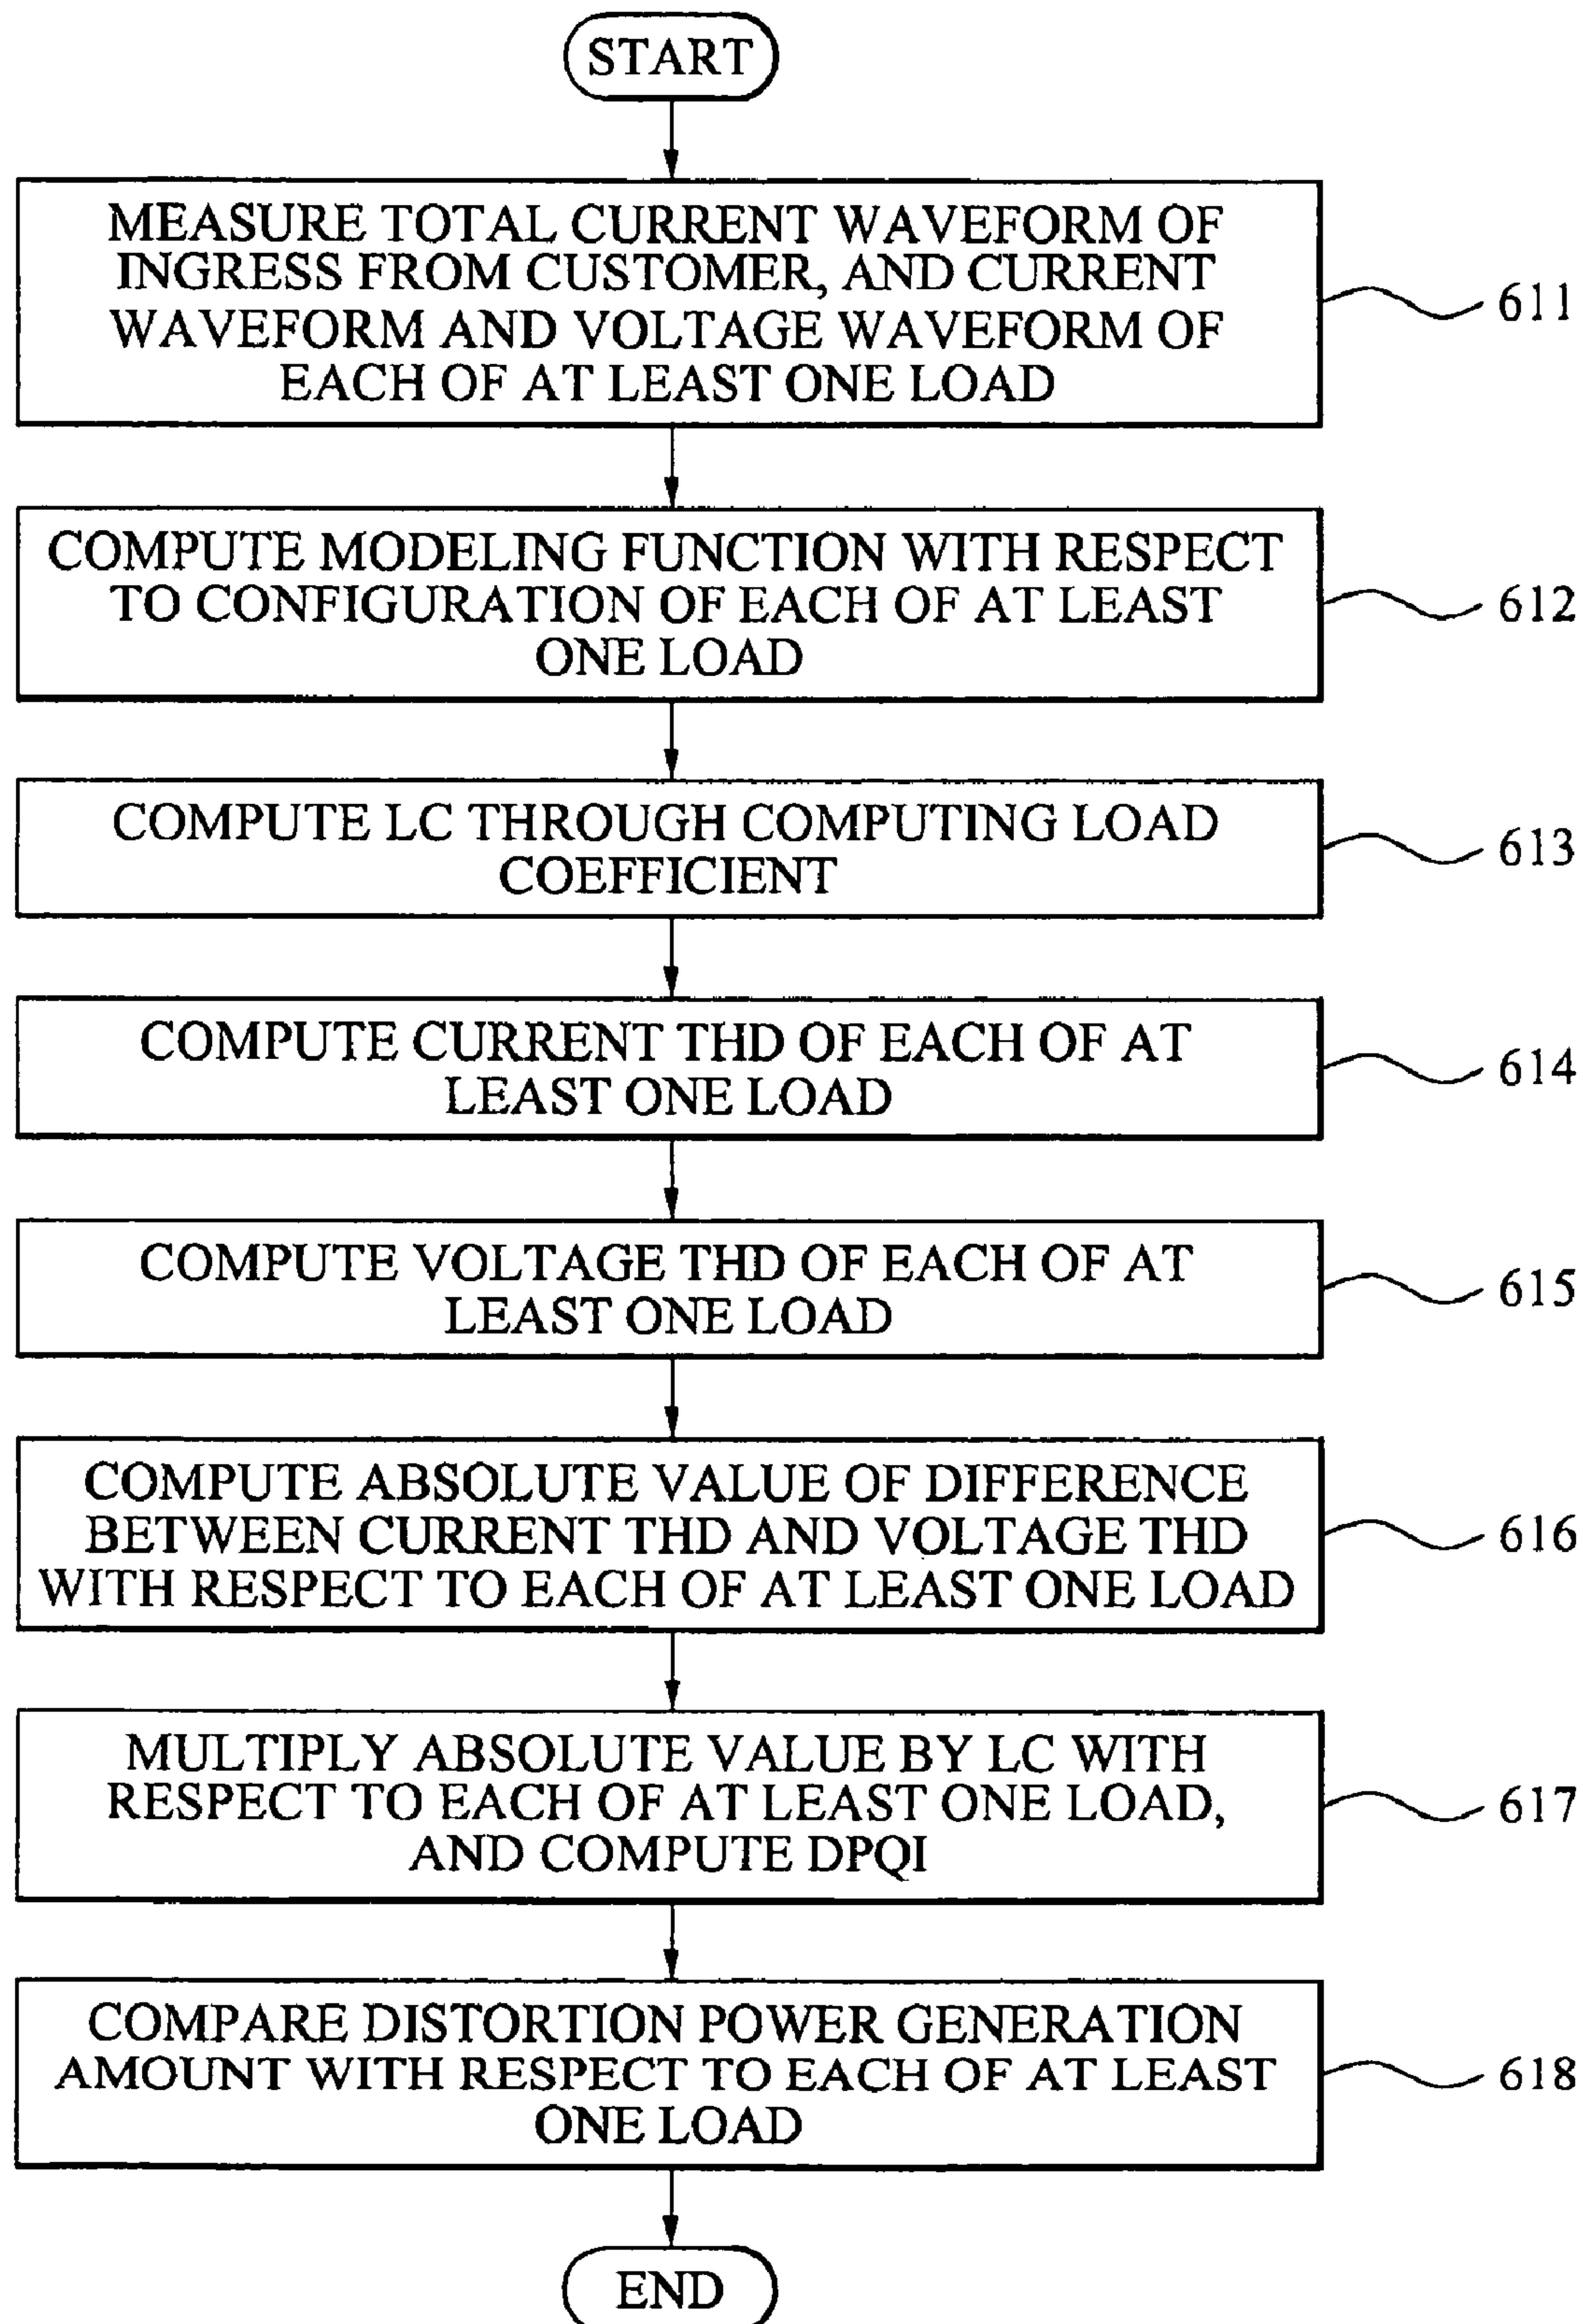 START
MEASURE TOTAL CURRENT WAVEFORM OF
INGRESS FROM CUSTOMER, AND CURRENT
WAVEFORM AND VOLTAGE WAVEFORM OF
EACH OF AT LEAST ONE LOAD
611
COMPUTE MODELING FUNCTION WITH RESPECT
TO CONFIGURATION OF EACH OF AT LEAST
ONE LOAD
612
COMPUTE LC THROUGH COMPUTING LOAD
COEFFICIENT
613
COMPUTE CURRENT THD OF EACH OF AT
LEAST ONE LOAD
614
COMPUTE VOLTAGE THD OF EACH OF AT
LEAST ONE LOAD
615
COMPUTE ABSOLUTE VALUE OF DIFFERENCE
BETWEEN CURRENT THD AND VOLTAGE THD
WITH RESPECT TO EACH OF AT LEAST ONE LOAD
616
MULTIPLY ABSOLUTE VALUE BY LC WITH
RESPECT TO EACH OF AT LEAST ONE LOAD,
AND COMPUTE DPQI
617
COMPARE DISTORTION POWER GENERATION
AMOUNT WITH RESPECT TO EACH OF AT LEAST
ONE LOAD
618
END